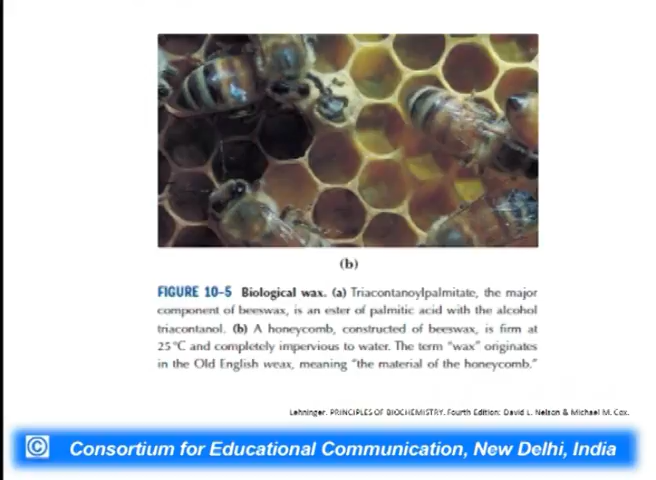 (b)
FIGURE 10-5 Biological wax. (a) Triacontanoylpalmitate, the major
component of beeswax, is an ester of palmitic acid with the alcohol
triacontanol. (b) A honeycomb, constructed of beeswax, is firm at
25 °C and completely impervious to water. The term "wax" originates
in the Old English weax, meaning "the material of the honeycomb."
Lehninger. PRINCIPLES OF BIOCHEMISTRY. Fourth Edition: David L. Nelson & Michael M. Cox.
© Consortium for Educational Communication, New Delhi, India